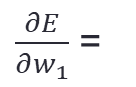 ∂E/∂w₁ =